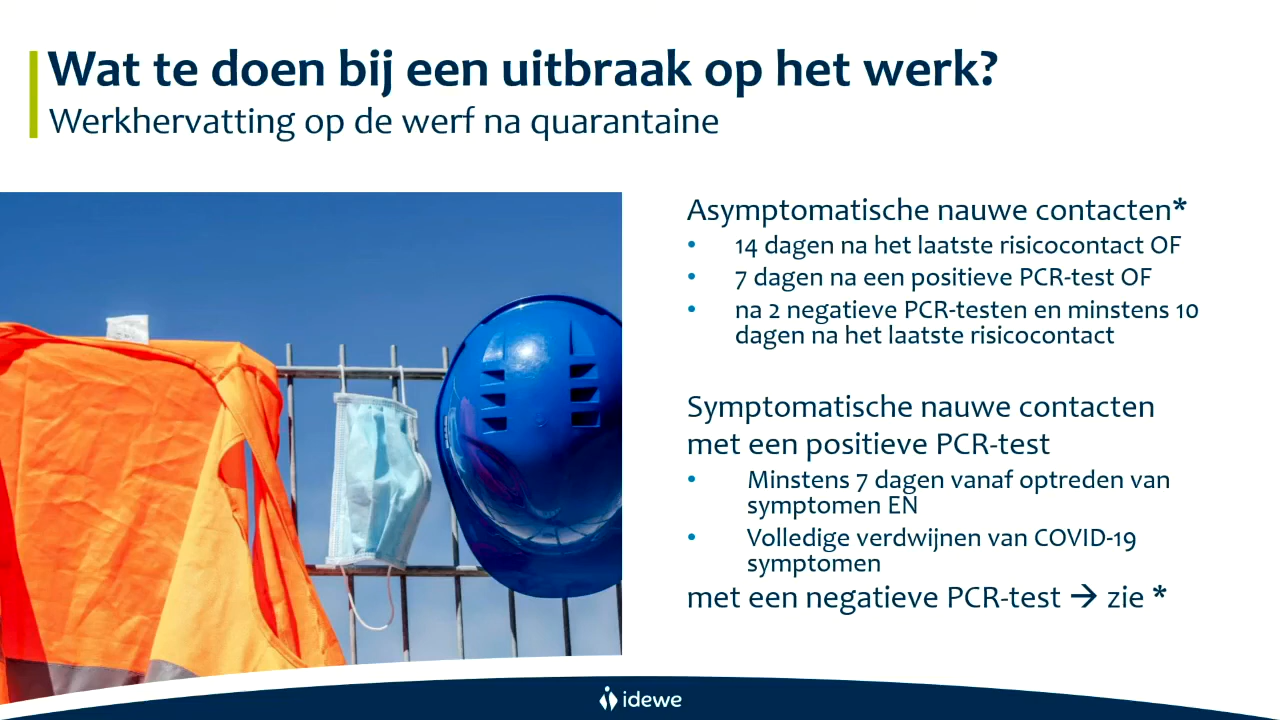 Wat te doen bij een uitbraak op het werk?
Werkhervatting op de werf na quarantaine
Asymptomatische nauwe contacten*
• 14 dagen na het laatste risicocontact OF
• 7 dagen na een positieve PCR-test OF
• na 2 negatieve PCR-testen en minstens 10
dagen na het laatste risicocontact
Symptomatische nauwe contacten
met een positieve PCR-test
• Minstens 7 dagen vanaf optreden van
symptomen EN
• Volledige verdwijnen van COVID-19
symptomen
met een negatieve PCR-test → zie *
idewe